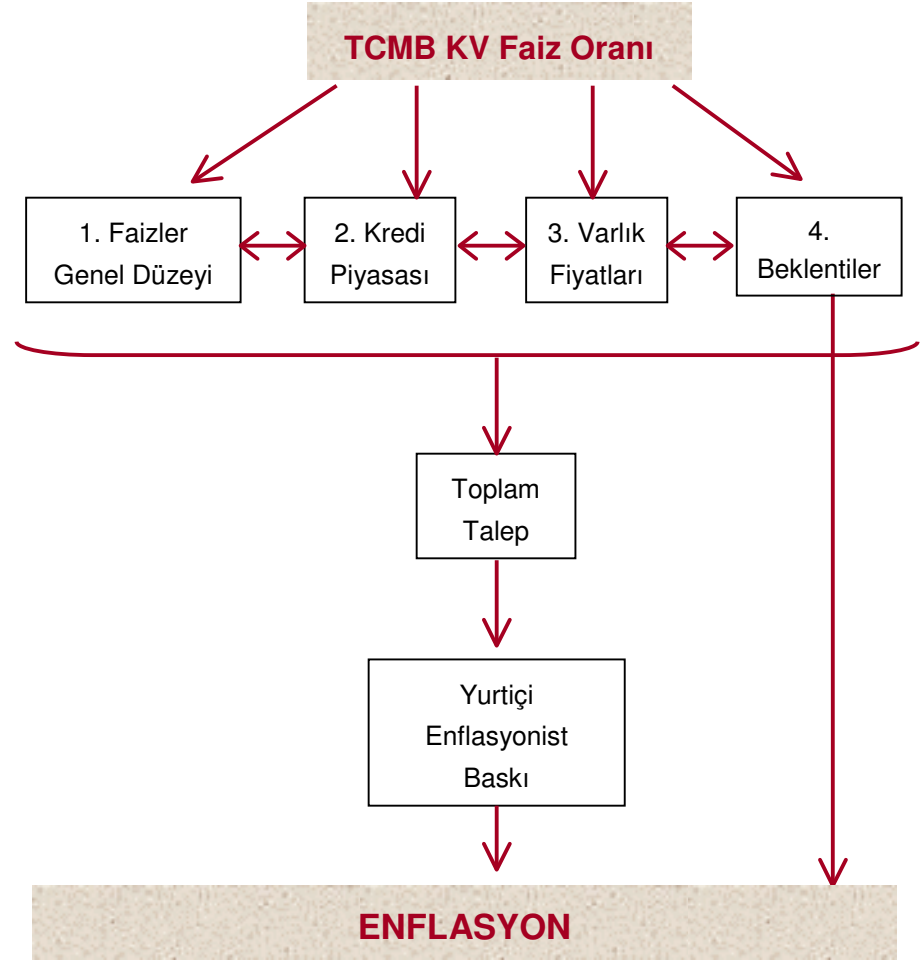 TCMB KV Faiz Oranı
1. Faizler
Genel Düzeyi
2. Kredi
Piyasası
3. Varlık
Fiyatları
4.
Beklentiler
Toplam
Talep
Yurtiçi
Enflasyonist
Baskı
ENFLASYON